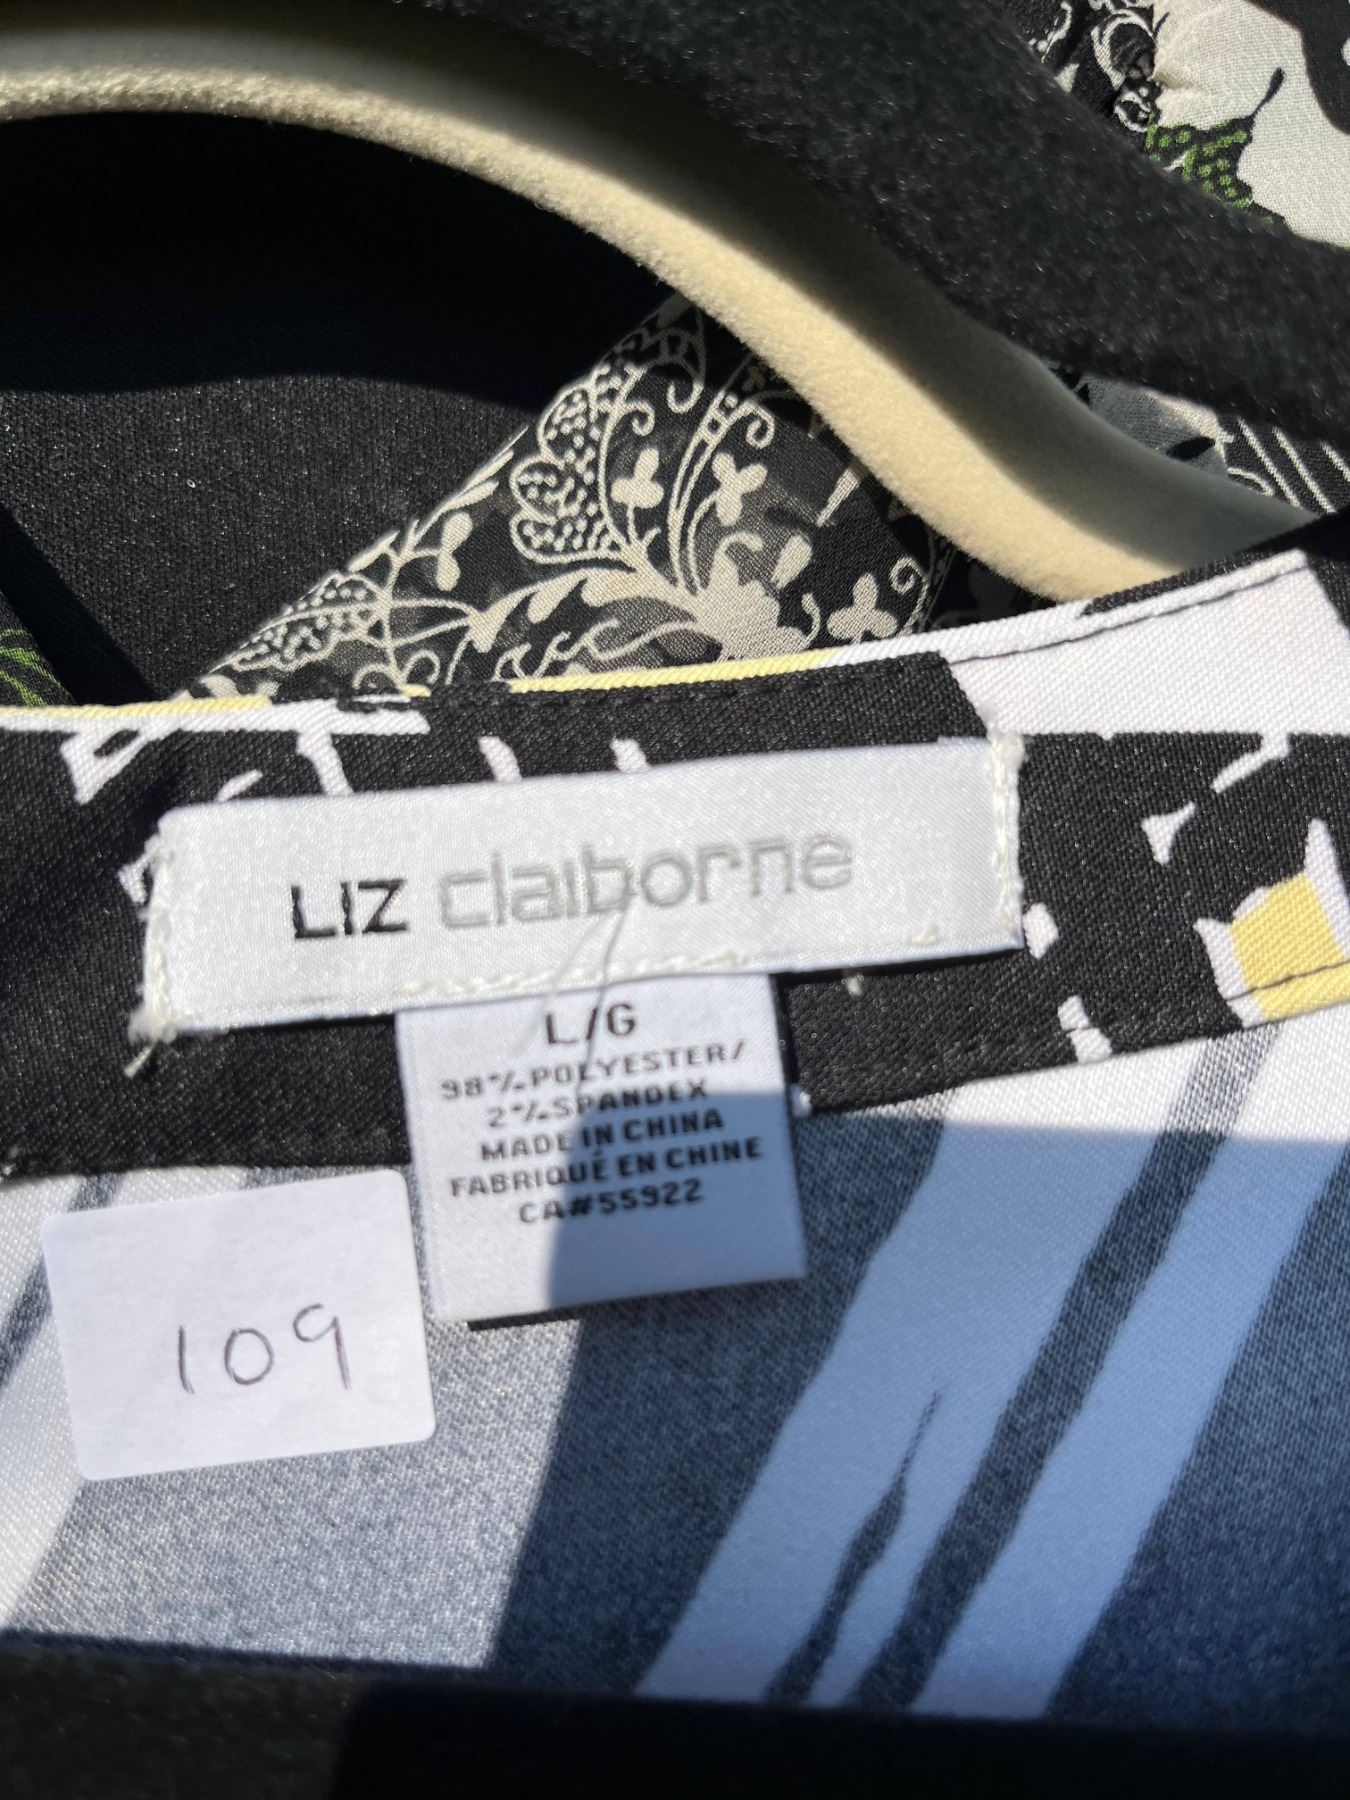 LIZ claiborne
L/G
98% POLYESTER/
2% SPANDEX
MADE IN CHINA
FABRIQUÉ EN CHINE
CA#55922
109